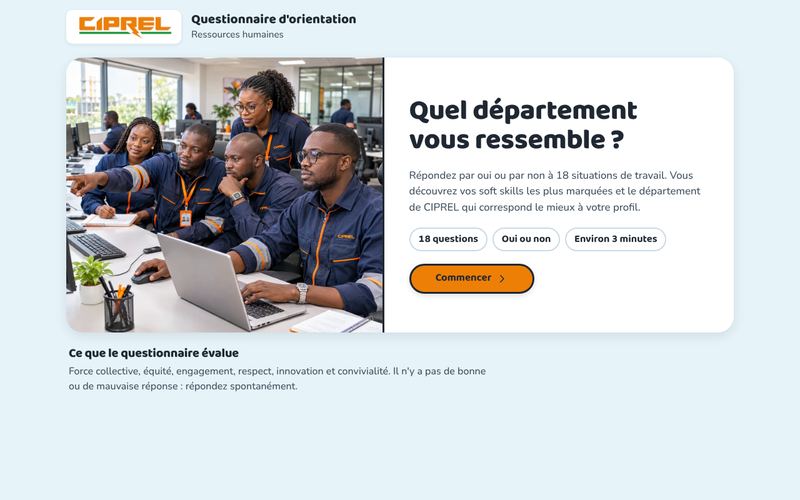 CIPREL
Questionnaire d'orientation
Ressources humaines
CIPREL
Quel département
vous ressemble ?
Répondez par oui ou par non à 18 situations de travail. Vous
découvrez vos soft skills les plus marquées et le département
de CIPREL qui correspond le mieux à votre profil.
18 questions
Oui ou non
Environ 3 minutes
Commencer
Ce que le questionnaire évalue
Force collective, équité, engagement, respect, innovation et convivialité. Il n'y a pas de bonne
ou de mauvaise réponse : répondez spontanément.